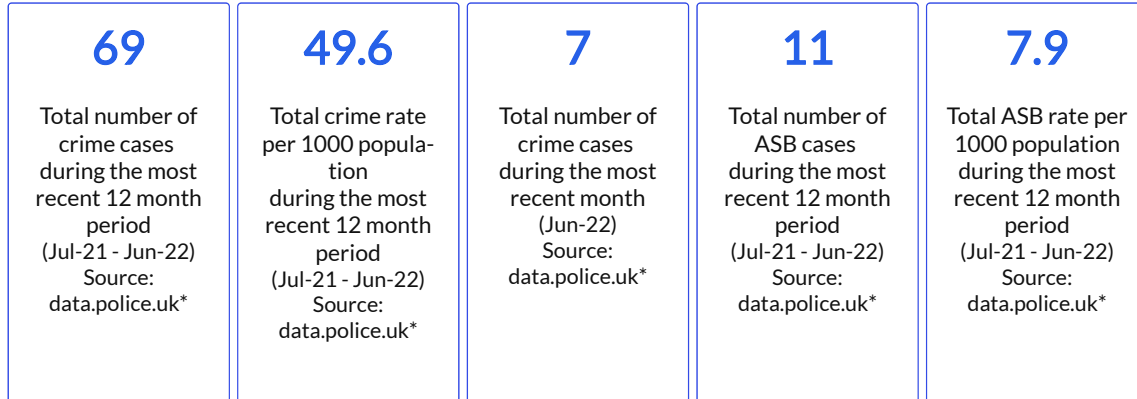 69
Total number of
crime cases
during the most
recent 12 month
period
(Jul-21 - Jun-22)
Source:
data.police.uk*
49.6
Total crime rate
per 1000 popula-
tion
during the most
recent 12 month
period
(Jul-21 - Jun-22)
Source:
data.police.uk*
7
Total number of
crime cases
during the most
recent month
(Jun-22)
Source:
data.police.uk*
11
Total number of
ASB cases
during the most
recent 12 month
period
(Jul-21 - Jun-22)
Source:
data.police.uk*
7.9
Total ASB rate per
1000 population
during the most
recent 12 month
period
(Jul-21 - Jun-22)
Source:
data.police.uk*